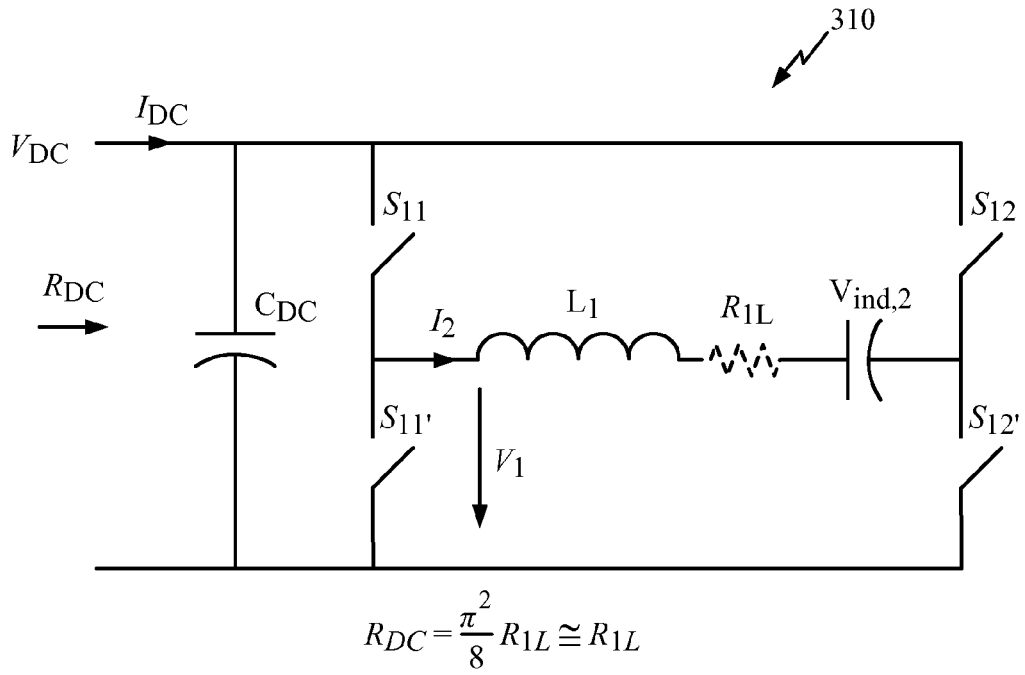 310
I_DC
V_DC
S_11
S_12
R_DC
C_DC
I_2
L_1
R_1L
V_ind,2
S_11'
S_12'
V_1
R_DC = π^2/8 R_1L ≅ R_1L